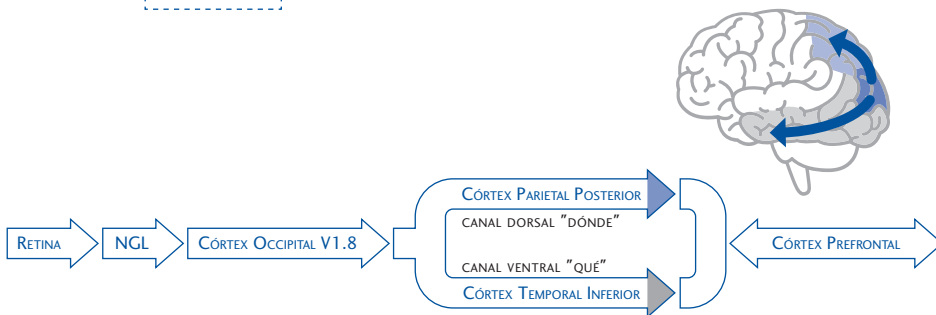 CÓRTEX PARIETAL POSTERIOR
CANAL DORSAL "DÓNDE"
RETINA
NGL
CÓRTEX OCCIPITAL V1.8
CÓRTEX PREFRONTAL
CANAL VENTRAL "QUÉ"
CÓRTEX TEMPORAL INFERIOR